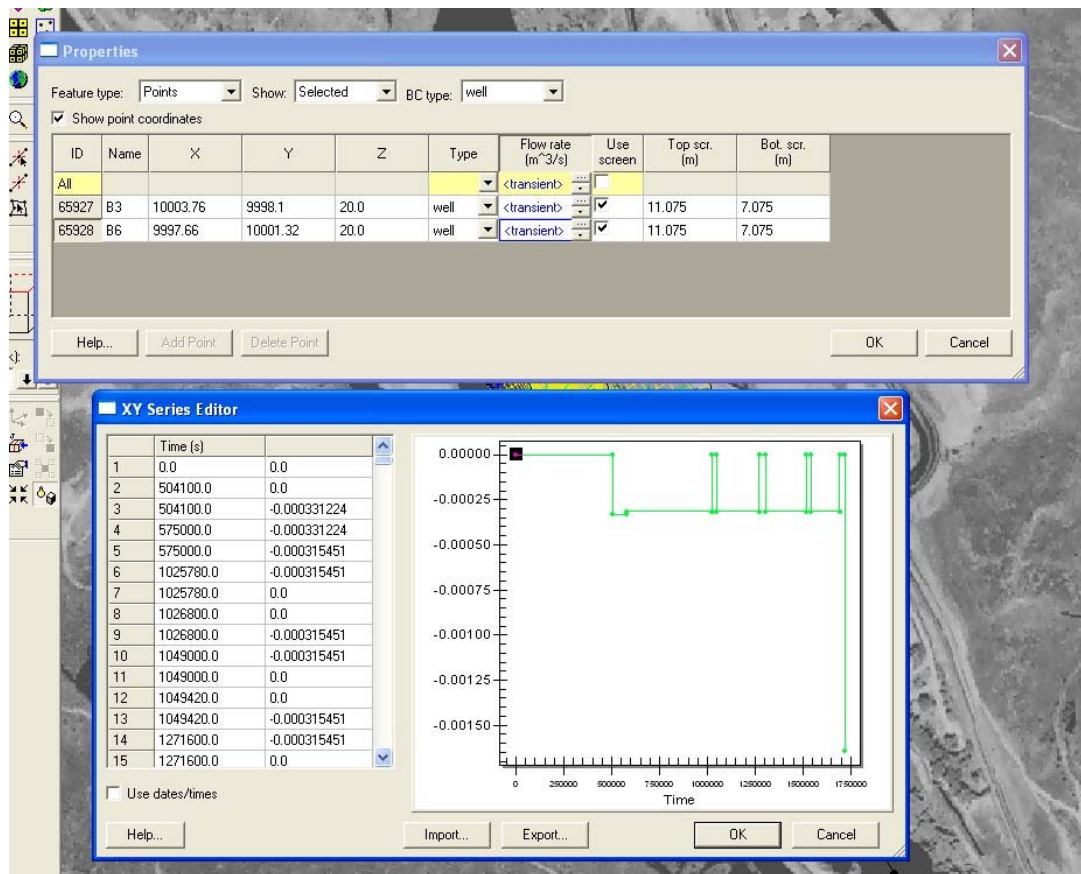 Properties
Feature type: Points Show: Selected BC type: well
Show point coordinates
ID Name X Y Z Type Flow rate (m^3/s) Use screen Top scr. (m) Bot. scr. (m)
All <transient>
65927 B3 10003.76 9998.1 20.0 well <transient> 11.075 7.075
65928 B6 9997.66 10001.32 20.0 well <transient> 11.075 7.075
Help... Add Point Delete Point OK Cancel
XY Series Editor
Time (s)
1 0.0 0.0
2 504100.0 0.0
3 504100.0 -0.000331224
4 575000.0 -0.000331224
5 575000.0 -0.000315451
6 1025780.0 -0.000315451
7 1025780.0 0.0
8 1026800.0 0.0
9 1026800.0 -0.000315451
10 1049000.0 -0.000315451
11 1049000.0 0.0
12 1049420.0 0.0
13 1049420.0 -0.000315451
14 1271600.0 -0.000315451
15 1271600.0 0.0
Use dates/times
0.00000
-0.00025
-0.00050
-0.00075
-0.00100
-0.00125
-0.00150
0 250000 500000 750000 1000000 1250000 1500000 1750000
Time
Help... Import... Export... OK Cancel